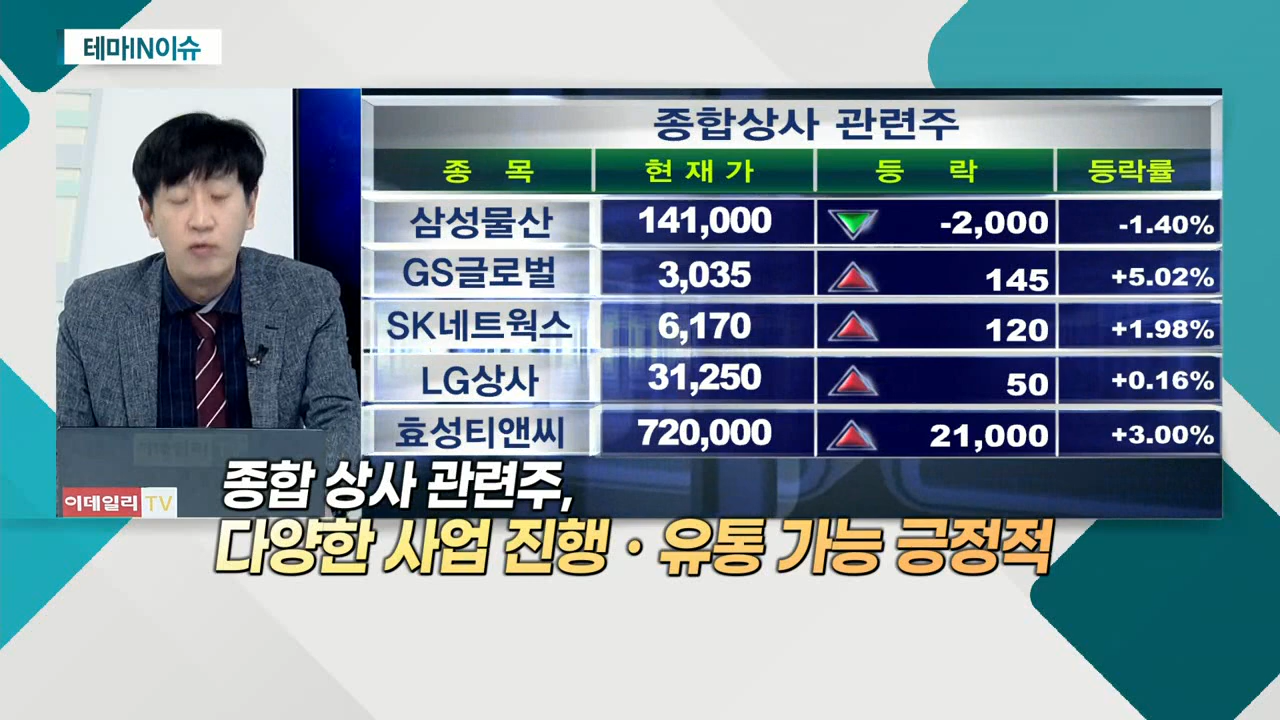 테마IN이슈
종합상사 관련주
종 목 현 재 가 등 락 등락률
삼성물산 141,000 -2,000 -1.40%
GS글로벌 3,035 145 +5.02%
SK네트웍스 6,170 120 +1.98%
LG상사 31,250 50 +0.16%
효성티앤씨 720,000 21,000 +3.00%
종합 상사 관련주,
이데일리 TV
다양한 사업 진행·유통 가능 긍정적